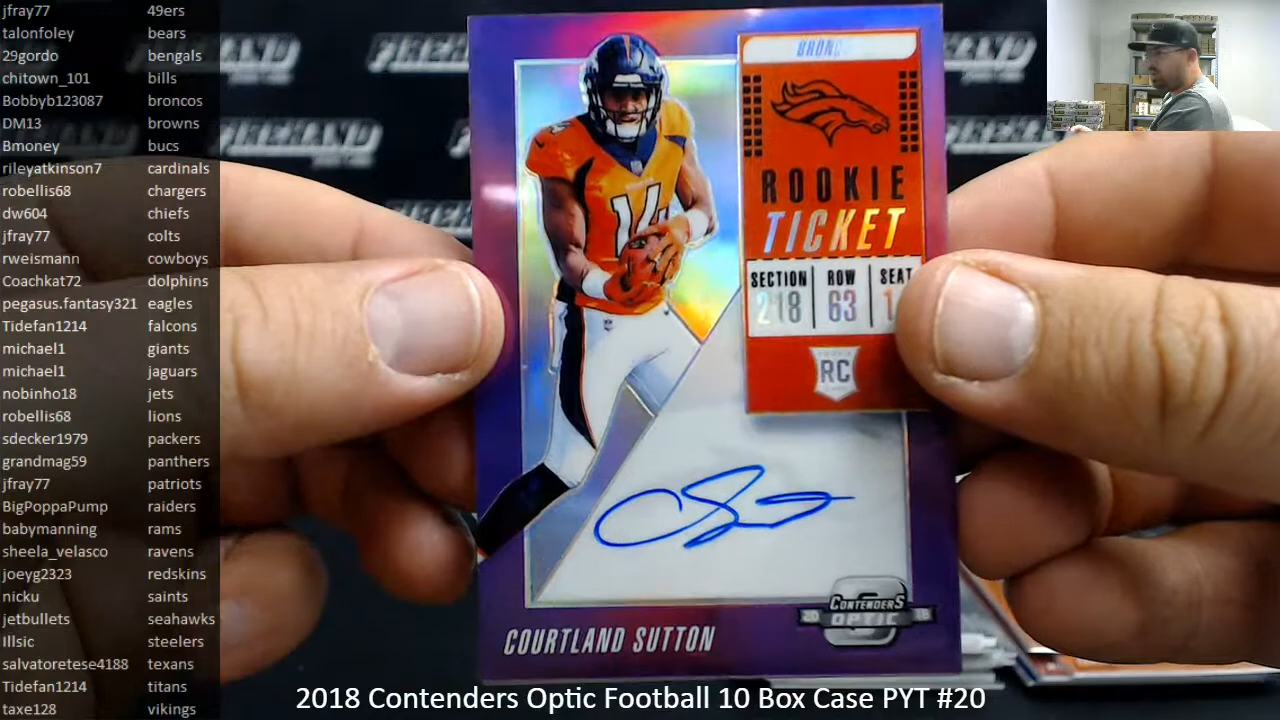 jfray77 49ers
talonfoley bears
29gordo bengals
chitown_101 bills
Bobbyb123087 broncos
DM13 browns
Bmoney bucs
rileyatkinson7 cardinals
robellis68 chargers
dw604 chiefs
jfray77 colts
rweismann cowboys
Coachkat72 dolphins
pegasus.fantasy321 eagles
Tidefan1214 falcons
michael1 giants
michael1 jaguars
nobinho18 jets
robellis68 lions
sdecker1979 packers
grandmag59 panthers
jfray77 patriots
BigPoppaPump raiders
babymanning rams
sheela_velasco ravens
joeyg2323 redskins
nicku saints
jetbullets seahawks
Illsic steelers
salvatoretese4188 texans
Tidefan1214 titans
taxe128 vikings
14
ROOKIE
TICKET
SECTION ROW SEAT
218 63
RC
CONTENDERS
OPTIC
COURTLAND SUTTON
2018 Contenders Optic Football 10 Box Case PYT #20